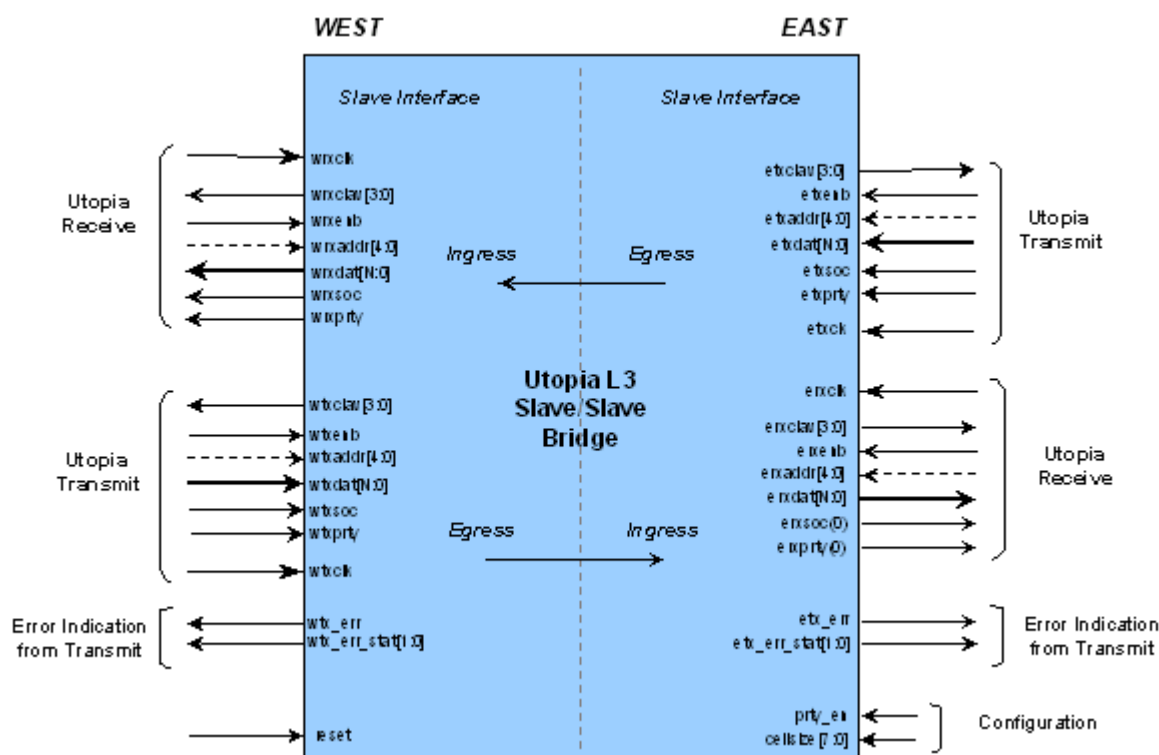 WEST
EAST
Slave Interface
Slave Interface
Utopia
Receive
wrxclk
wrxclav[3:0]
wrxenb
wrxaddr[4:0]
wrxdat[N:0]
wrxsoc
wrxprty
Ingress
Egress
etxclav[3:0]
etxenb
etxaddr[4:0]
etxdat[N:0]
etxsoc
etxprty
etxclk
Utopia
Transmit
Utopia L3
Slave/Slave
Bridge
Utopia
Transmit
wtxclav[3:0]
wtxenb
wtxaddr[4:0]
wtxdat[N:0]
wtxsoc
wtxprty
wtxclk
Egress
Ingress
erxclk
erxclav[3:0]
erxenb
erxaddr[4:0]
erxdat[N:0]
erxsoc(0)
erxprty(0)
Utopia
Receive
Error Indication
from Transmit
wtx_err
wtx_err_stat[1:0]
etx_err
etx_err_stat[1:0]
Error Indication
from Transmit
reset
prty_en
cellsize [7:0]
Configuration